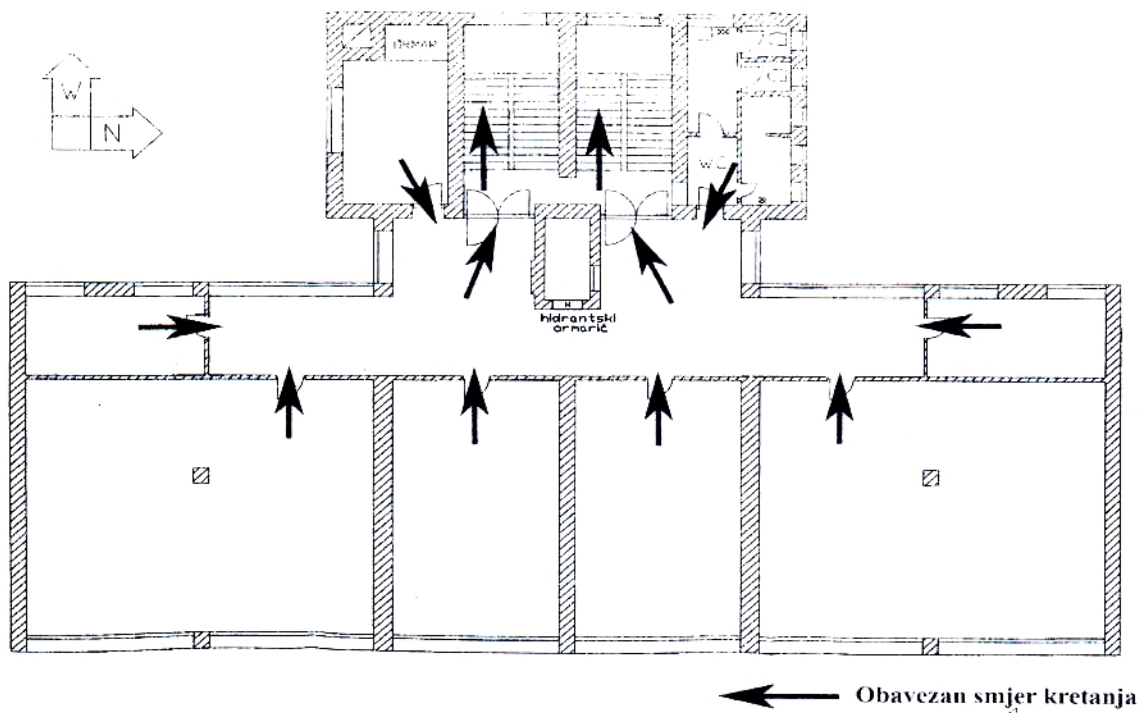 ORMAR
W
N
WC
H
hidrantski
ormarić
Obavezan smjer kretanja